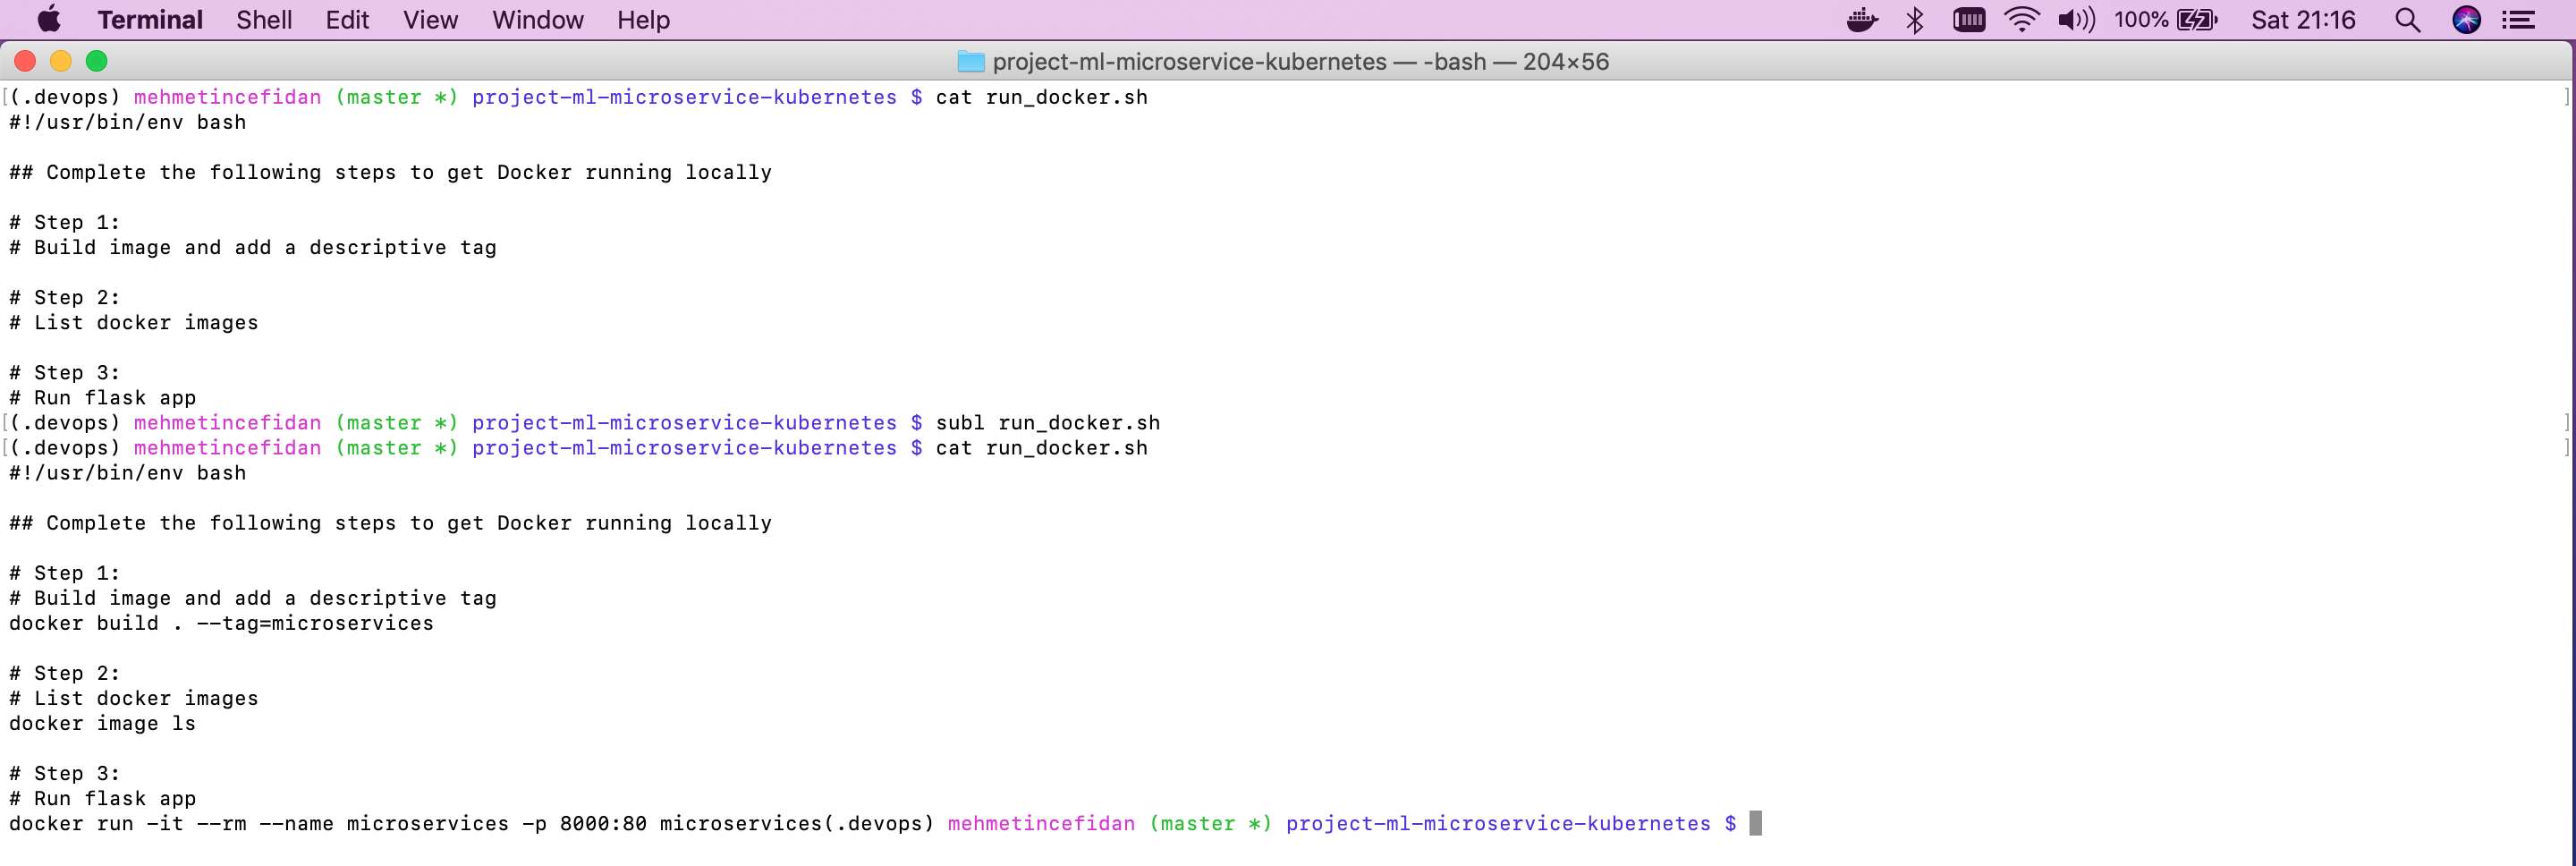 Terminal Shell Edit View Window Help 100% Sat 21:16
project-ml-microservice-kubernetes — -bash — 204×56
[(.devops) mehmetincefidan (master *) project-ml-microservice-kubernetes $ cat run_docker.sh ]
#!/usr/bin/env bash
## Complete the following steps to get Docker running locally
# Step 1:
# Build image and add a descriptive tag
# Step 2:
# List docker images
# Step 3:
# Run flask app
[(.devops) mehmetincefidan (master *) project-ml-microservice-kubernetes $ subl run_docker.sh ]
[(.devops) mehmetincefidan (master *) project-ml-microservice-kubernetes $ cat run_docker.sh ]
#!/usr/bin/env bash
## Complete the following steps to get Docker running locally
# Step 1:
# Build image and add a descriptive tag
docker build . --tag=microservices
# Step 2:
# List docker images
docker image ls
# Step 3:
# Run flask app
docker run -it --rm --name microservices -p 8000:80 microservices(.devops) mehmetincefidan (master *) project-ml-microservice-kubernetes $